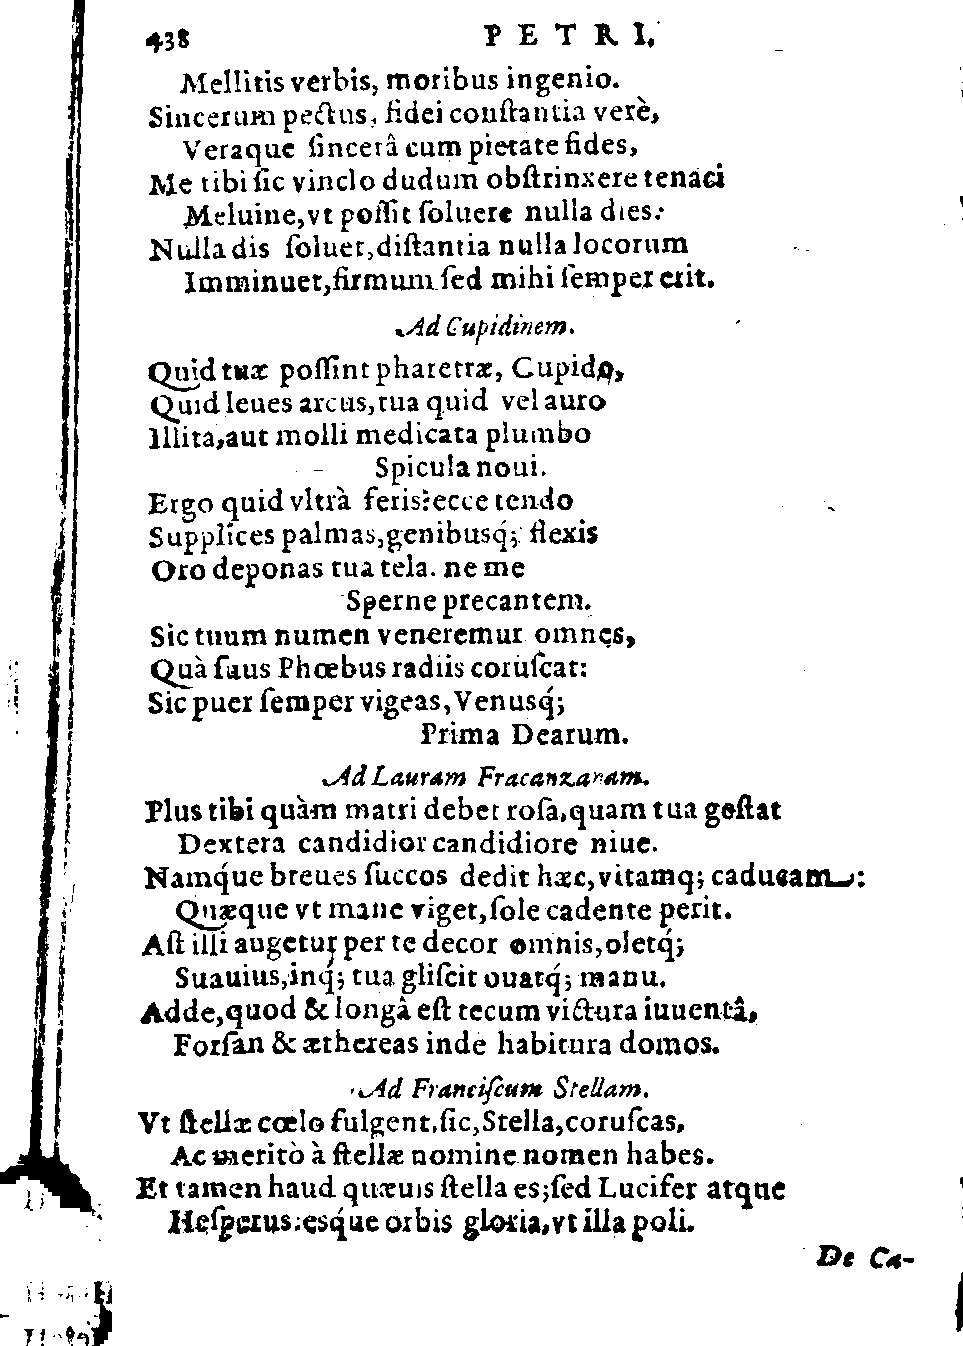 438 PETRI.
Mellitis verbis, moribus ingenio.
Sincerum pectus, fidei conſtantia verè,
Veraque ſincerâ cum pietate fides,
Me tibi ſic vinclo dudum obſtrinxere tenaci
Meluine, vt poſſit ſoluere nulla dies:
Nulla dis ſoluet, diſtantia nulla locorum
Imminuet, firmum ſed mihi ſemper erit.
Ad Cupidinem.
Quid tuæ poſſint pharetræ, Cupido,
Quid leues arcus, tua quid vel auro
Illita, aut molli medicata plumbo
Spicula noui.
Ergo quid vltrà feris: ecce tendo
Supplices palmas, genibusq́; flexis
Oro deponas tua tela. ne me
Sperne precantem.
Sic tuum numen veneremur omnes,
Quà ſuus Phœbus radiis coruſcat:
Sic puer ſemper vigeas, Venusq́;
Prima Dearum.
Ad Lauram Fracanzanam.
Plus tibi quàm matri debet roſa, quam tua geſtat
Dextera candidior candidiore niue.
Namq́ue breues ſuccos dedit hæc, vitamq; caducam:
Quæque vt mane viget, ſole cadente perit.
Aſt illi augetur per te decor omnis, oletq́;
Suauius, inq́; tua gliſcit ouatq́; manu.
Adde, quod & longâ eſt tecum victura iuuentâ,
Forſan & æthereas inde habitura domos.
Ad Franciſcum Stellam.
Vt ſtellæ cœlo fulgent, ſic, Stella, coruſcas,
Ac meritò à ſtellæ nomine nomen habes.
Et tamen haud quæuis ſtella es; ſed Lucifer atque
Heſperus: esq́ue orbis gloria, vt illa poli.
De Ca-